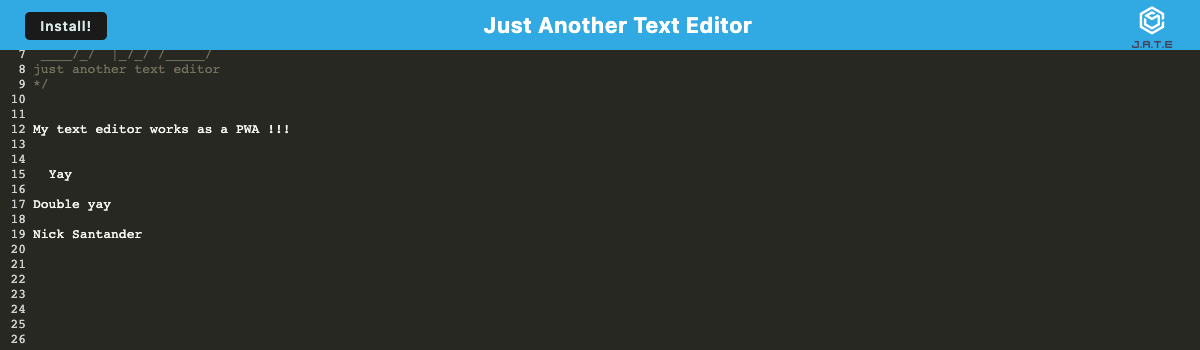 Install!
Just Another Text Editor
J.A.T.E
7 ____/_/ |_/_/ /_____/
8 just another text editor
9 */
10
11
12 My text editor works as a PWA !!!
13
14
15 Yay
16
17 Double yay
18
19 Nick Santander
20
21
22
23
24
25
26